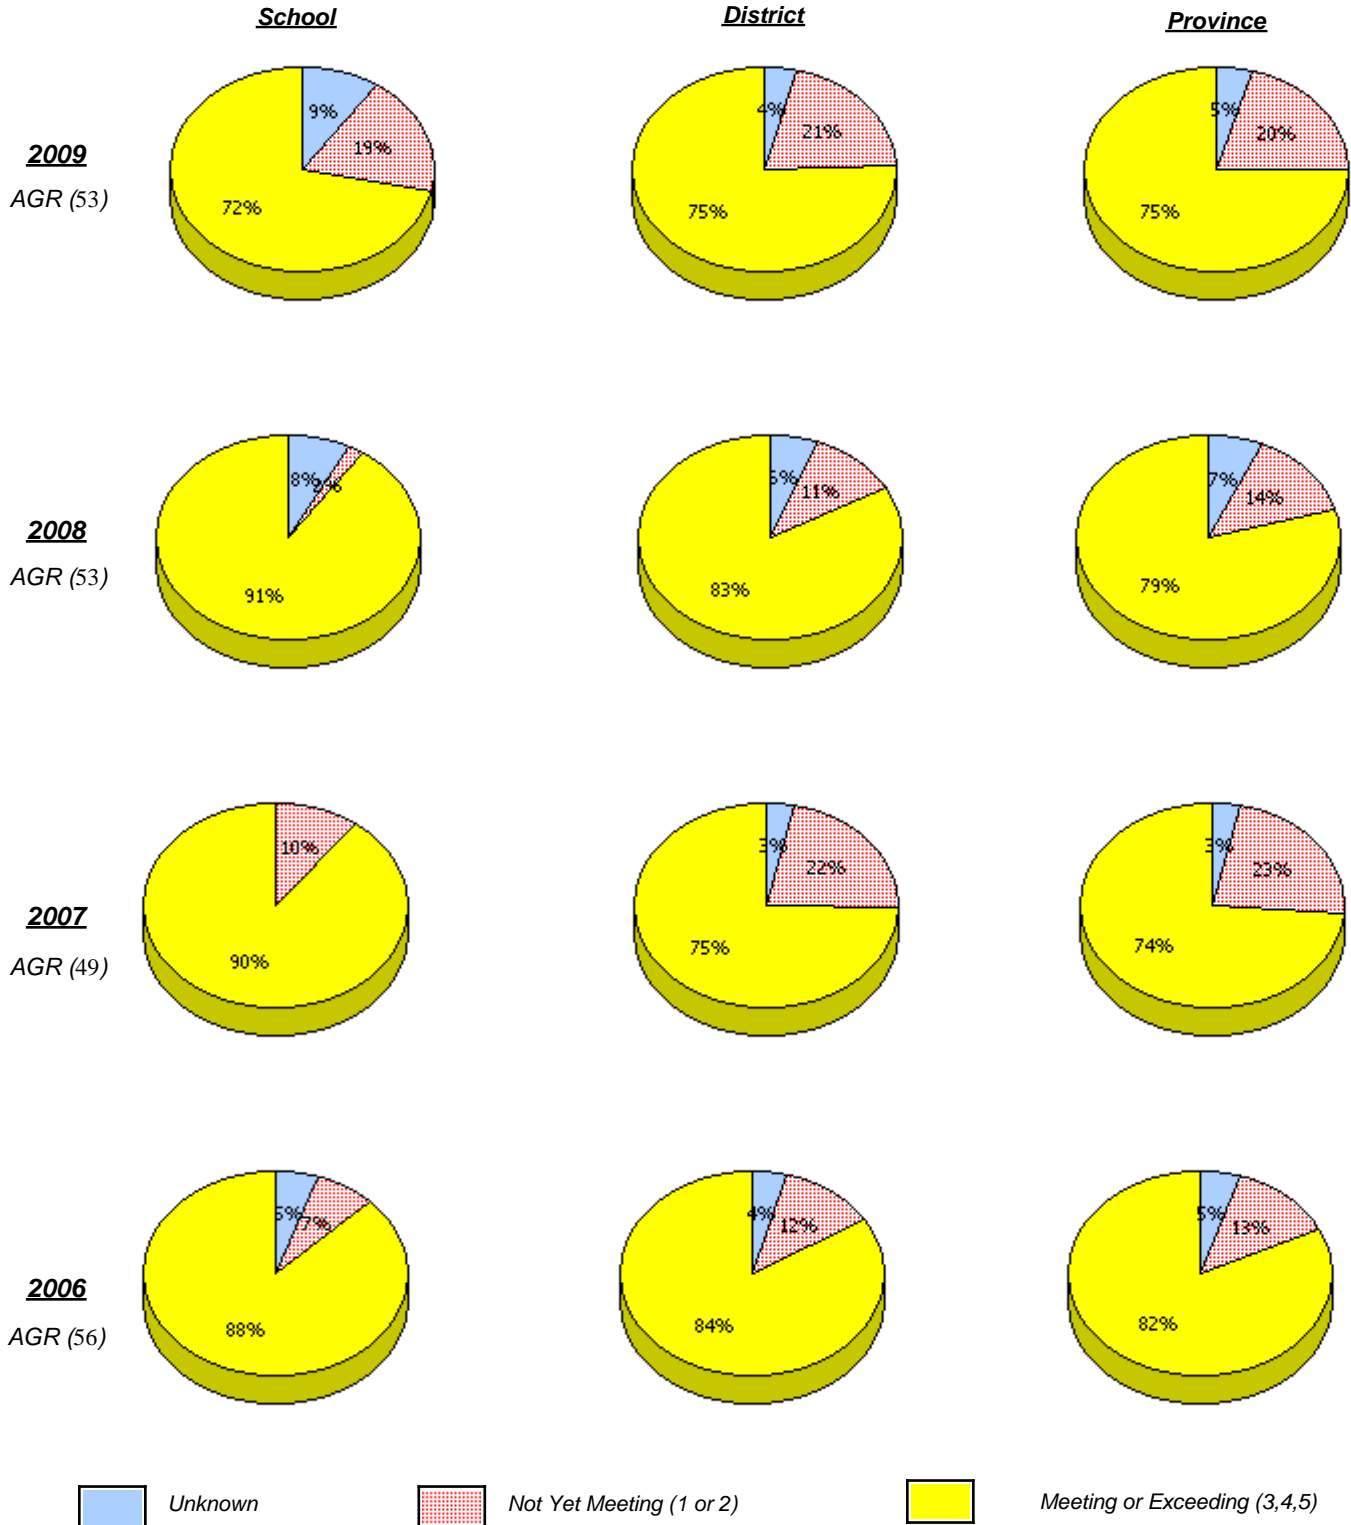 School District Province
9% 19% 72%
4% 21% 75%
5% 20% 75%
2009
AGR (53)
8% 2% 91%
6% 11% 83%
7% 14% 79%
2008
AGR (53)
10% 90%
3% 22% 75%
3% 23% 74%
2007
AGR (49)
5% 7% 88%
4% 12% 84%
5% 13% 82%
2006
AGR (56)
Unknown Not Yet Meeting (1 or 2) Meeting or Exceeding (3,4,5)